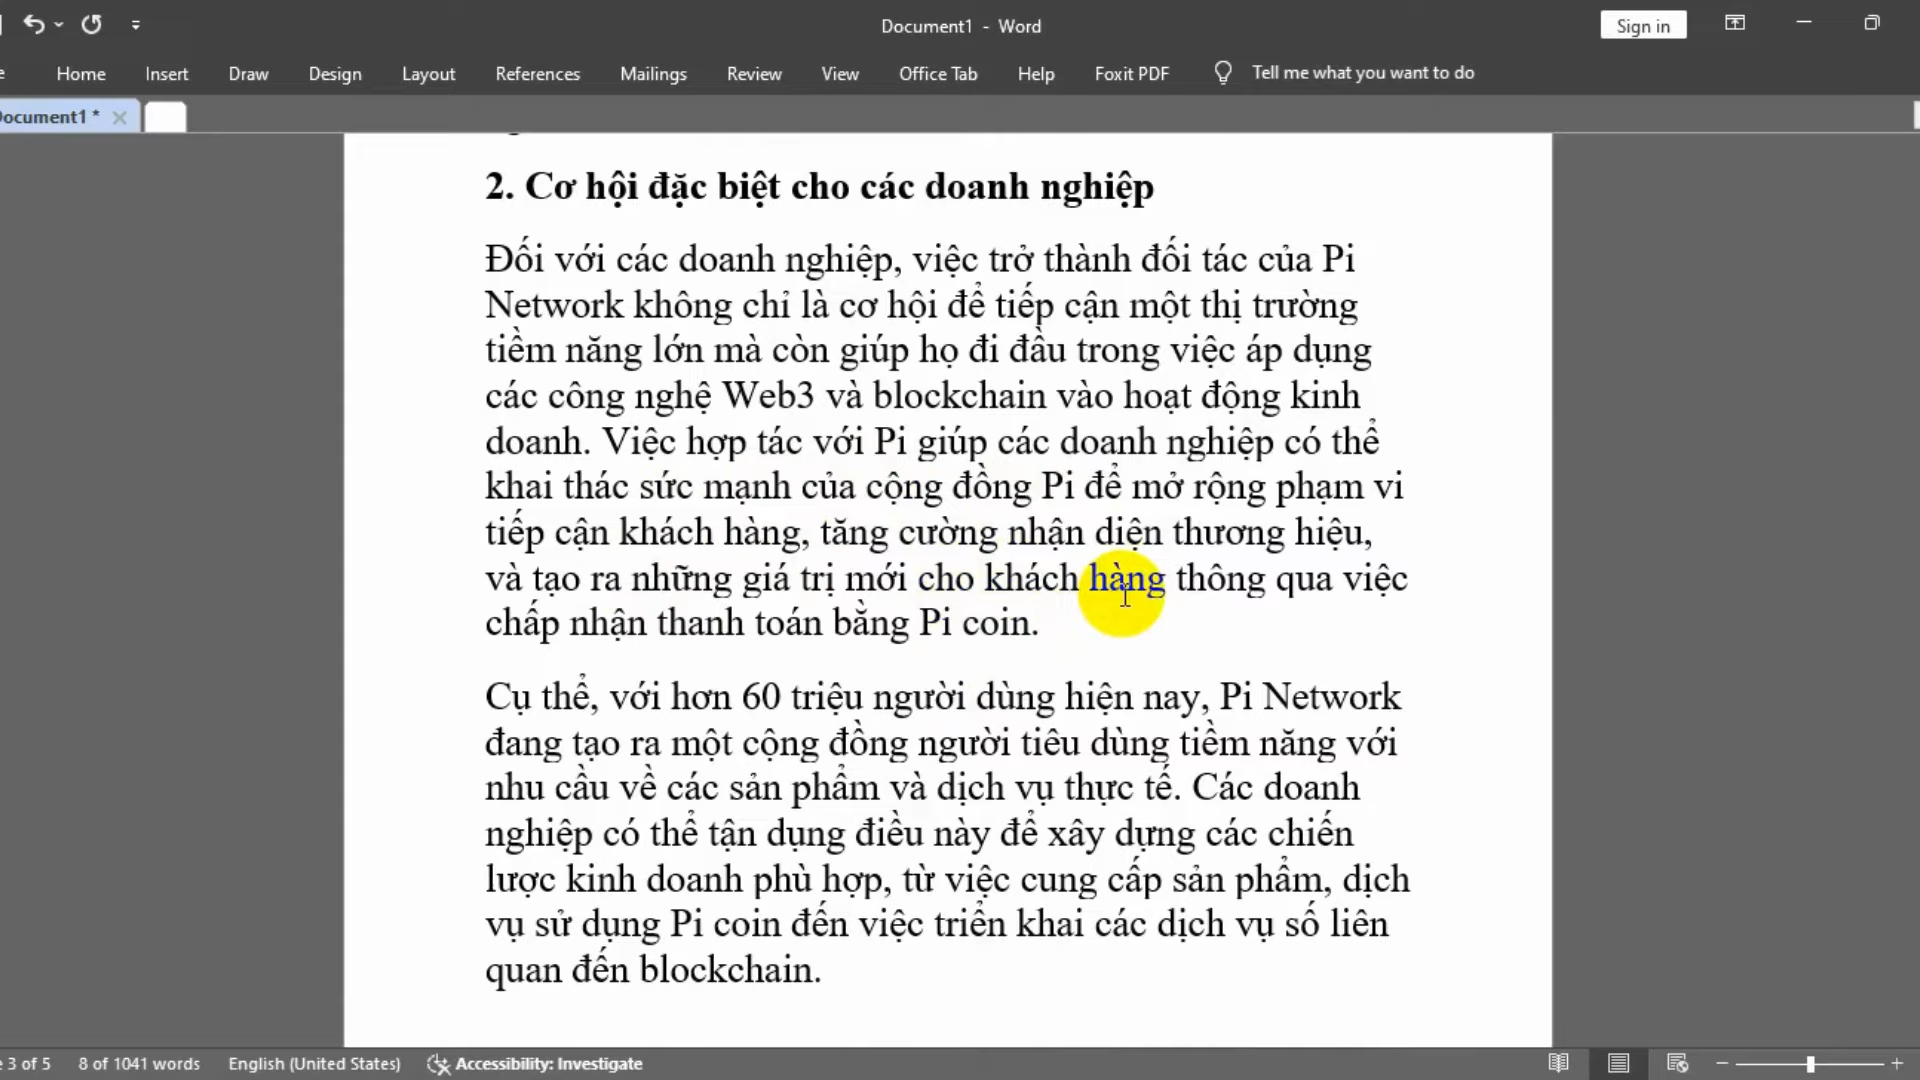 Document1 - Word
Sign in
Home Insert Draw Design Layout References Mailings Review View Office Tab Help Foxit PDF Tell me what you want to do
Document1 *
2. Cơ hội đặc biệt cho các doanh nghiệp
Đối với các doanh nghiệp, việc trở thành đối tác của Pi
Network không chỉ là cơ hội để tiếp cận một thị trường
tiềm năng lớn mà còn giúp họ đi đầu trong việc áp dụng
các công nghệ Web3 và blockchain vào hoạt động kinh
doanh. Việc hợp tác với Pi giúp các doanh nghiệp có thể
khai thác sức mạnh của cộng đồng Pi để mở rộng phạm vi
tiếp cận khách hàng, tăng cường nhận diện thương hiệu,
và tạo ra những giá trị mới cho khách hàng thông qua việc
chấp nhận thanh toán bằng Pi coin.
Cụ thể, với hơn 60 triệu người dùng hiện nay, Pi Network
đang tạo ra một cộng đồng người tiêu dùng tiềm năng với
nhu cầu về các sản phẩm và dịch vụ thực tế. Các doanh
nghiệp có thể tận dụng điều này để xây dựng các chiến
lược kinh doanh phù hợp, từ việc cung cấp sản phẩm, dịch
vụ sử dụng Pi coin đến việc triển khai các dịch vụ số liên
quan đến blockchain.
3 of 5 8 of 1041 words English (United States) Accessibility: Investigate